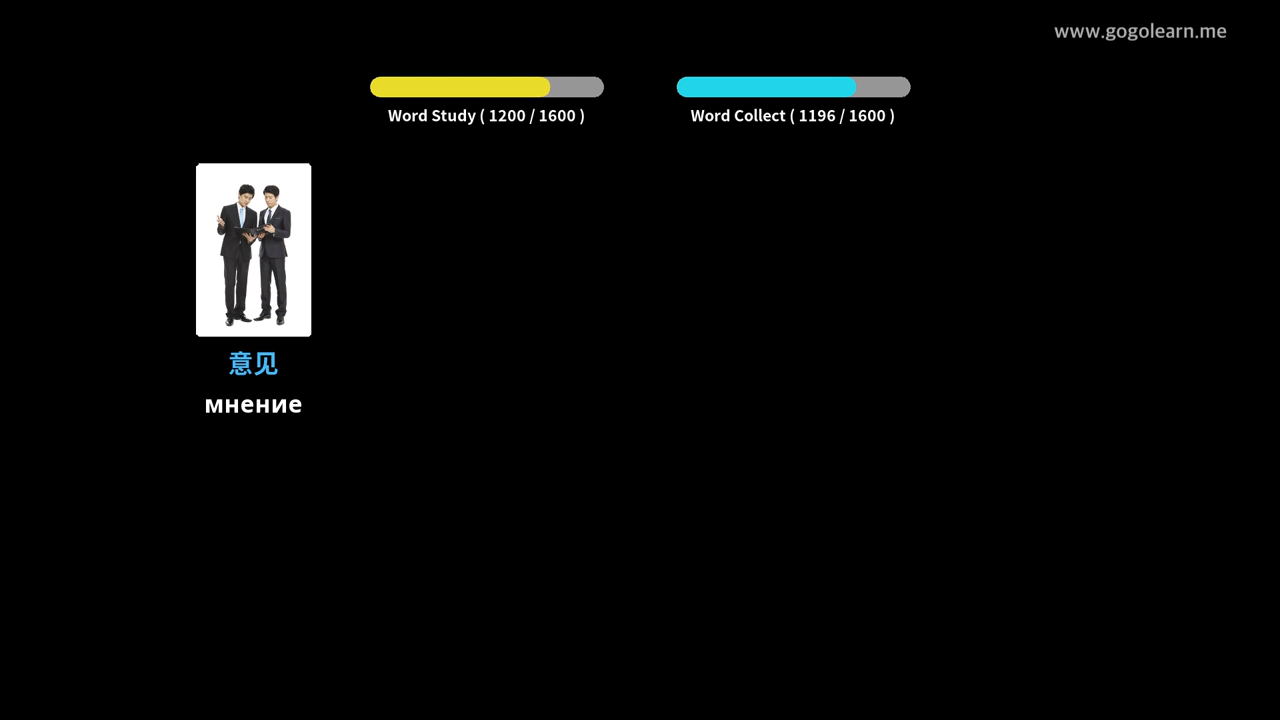 www.gogolearn.me
Word Study ( 1200 / 1600 )
Word Collect ( 1196 / 1600 )
意见
мнение